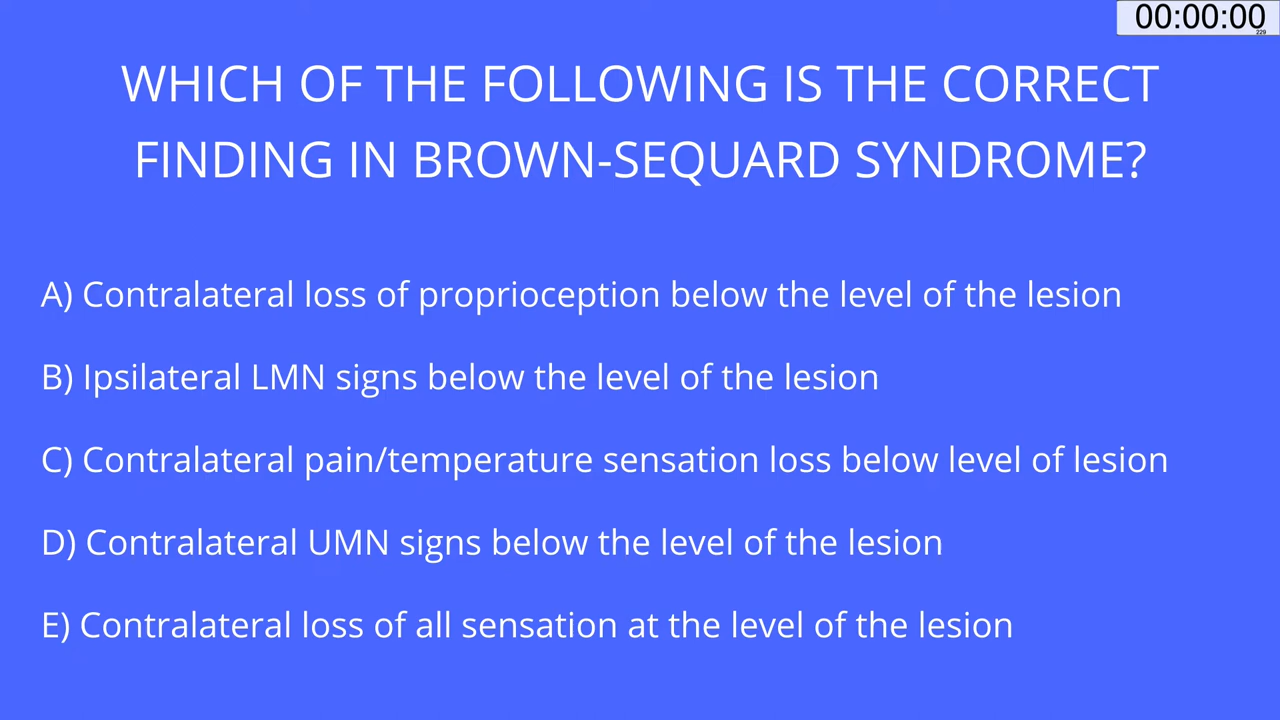 00:00:00
229
WHICH OF THE FOLLOWING IS THE CORRECT
FINDING IN BROWN-SEQUARD SYNDROME?
A) Contralateral loss of proprioception below the level of the lesion
B) Ipsilateral LMN signs below the level of the lesion
C) Contralateral pain/temperature sensation loss below level of lesion
D) Contralateral UMN signs below the level of the lesion
E) Contralateral loss of all sensation at the level of the lesion